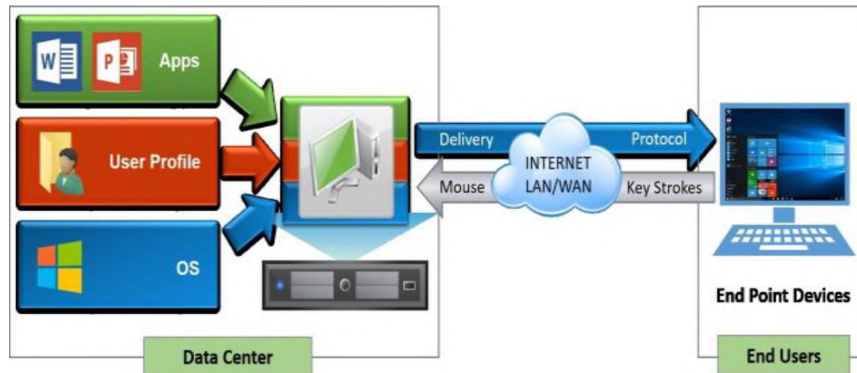 W
P
Apps
User Profile
OS
Delivery
Protocol
INTERNET
LAN/WAN
Mouse
Key Strokes
End Point Devices
Data Center
End Users